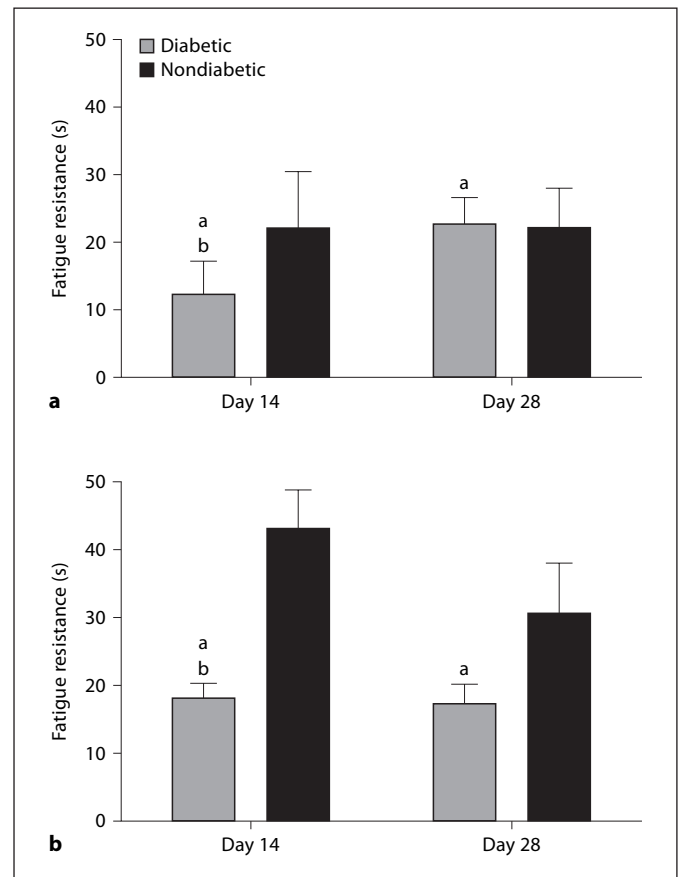 50
Diabetic
Nondiabetic
40
30
20
10
0
Fatigue resistance (s)
a
b
a
a
Day 14
Day 28
50
40
30
20
10
0
Fatigue resistance (s)
a
b
a
b
Day 14
Day 28